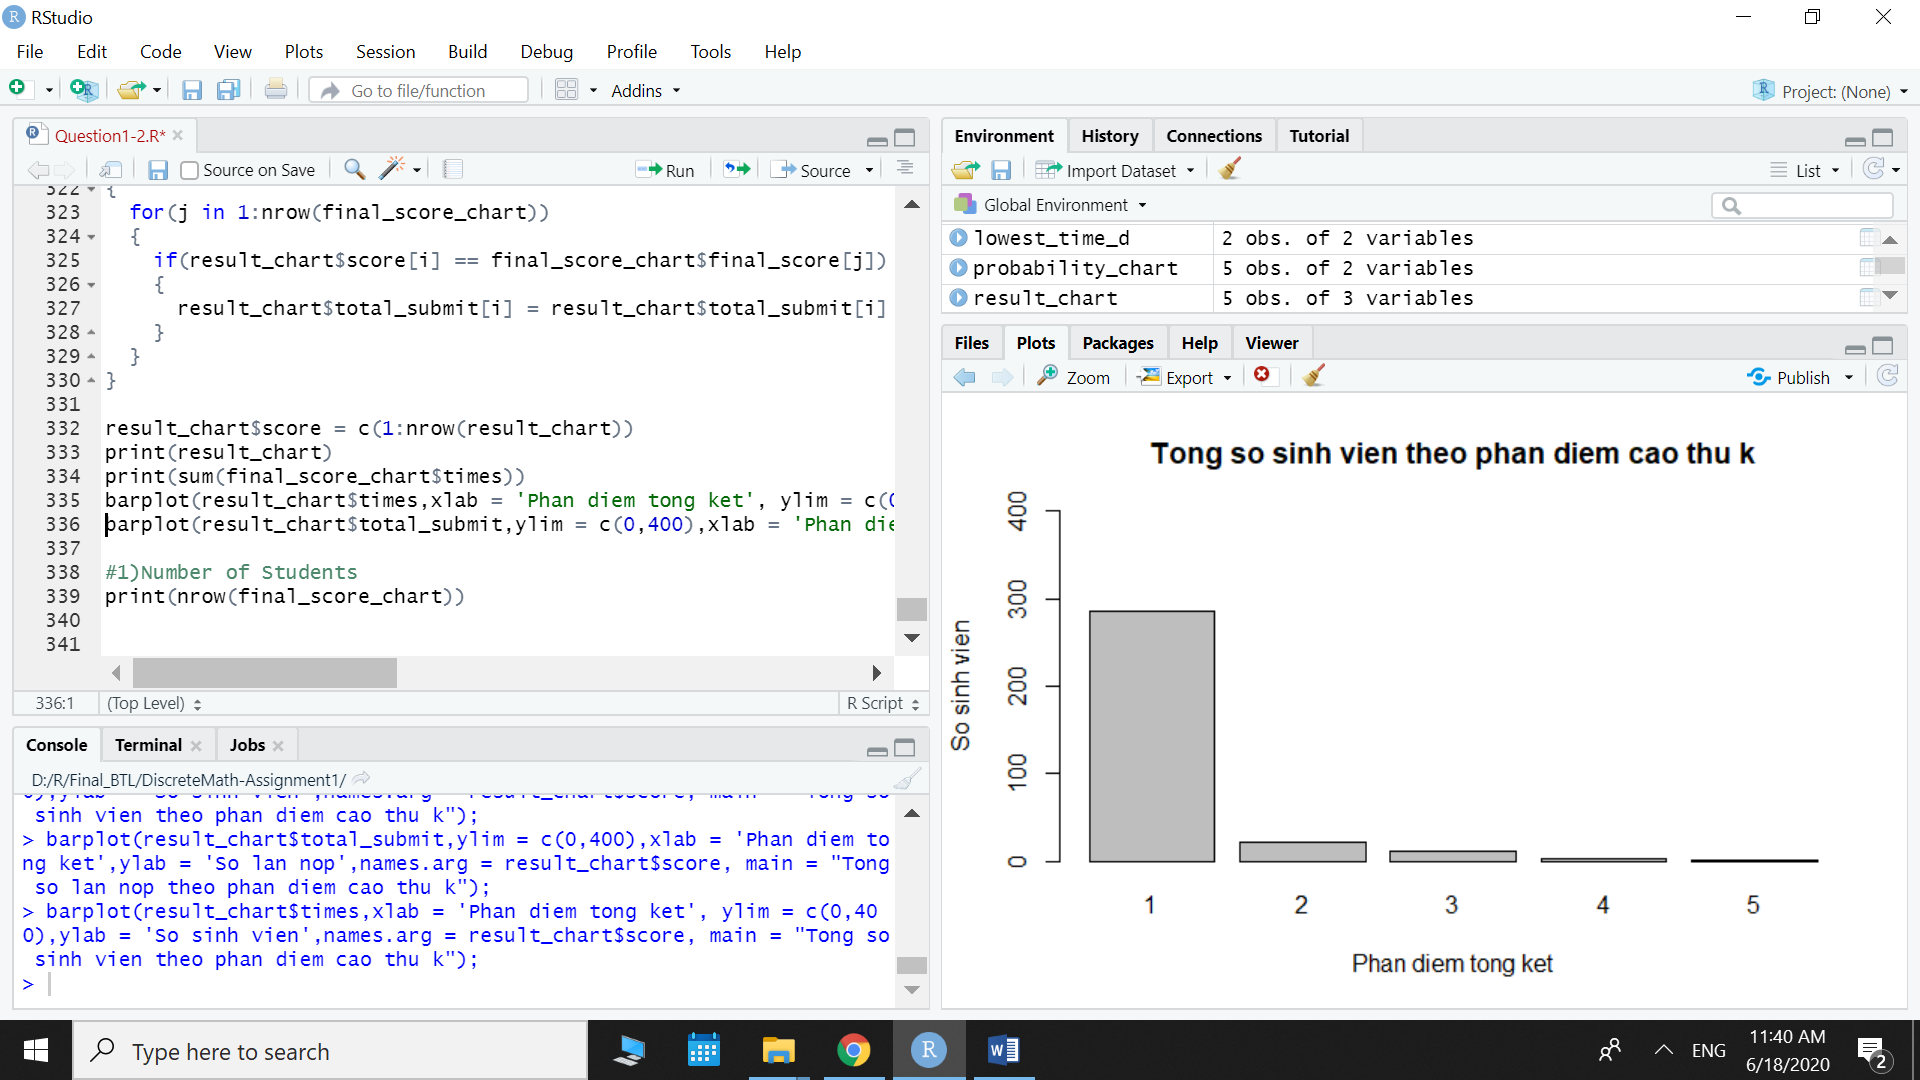 RStudio
File Edit Code View Plots Session Build Debug Profile Tools Help
Go to file/function Addins Project: (None)
Question1-2.R*
Source on Save Run Source
322 {
323 for(j in 1:nrow(final_score_chart))
324 {
325 if(result_chart$score[i] == final_score_chart$final_score[j])
326 {
327 result_chart$total_submit[i] = result_chart$total_submit[i]
328 }
329 }
330 }
331
332 result_chart$score = c(1:nrow(result_chart))
333 print(result_chart)
334 print(sum(final_score_chart$times))
335 barplot(result_chart$times,xlab = 'Phan diem tong ket', ylim = c(0
336 barplot(result_chart$total_submit,ylim = c(0,400),xlab = 'Phan die
337
338 #1)Number of Students
339 print(nrow(final_score_chart))
340
341
336:1 (Top Level) R Script
Console Terminal Jobs
D:/R/Final_BTL/DiscreteMath-Assignment1/
sinh vien theo phan diem cao thu k");
> barplot(result_chart$total_submit,ylim = c(0,400),xlab = 'Phan diem to
ng ket',ylab = 'So lan nop',names.arg = result_chart$score, main = "Tong
so lan nop theo phan diem cao thu k");
> barplot(result_chart$times,xlab = 'Phan diem tong ket', ylim = c(0,40
0),ylab = 'So sinh vien',names.arg = result_chart$score, main = "Tong so
sinh vien theo phan diem cao thu k");
>
Environment History Connections Tutorial
Import Dataset List
Global Environment
lowest_time_d 2 obs. of 2 variables
probability_chart 5 obs. of 2 variables
result_chart 5 obs. of 3 variables
Files Plots Packages Help Viewer
Zoom Export Publish
Tong so sinh vien theo phan diem cao thu k
400
300
200
100
0
So sinh vien
1 2 3 4 5
Phan diem tong ket
Type here to search
ENG
11:40 AM
6/18/2020
2